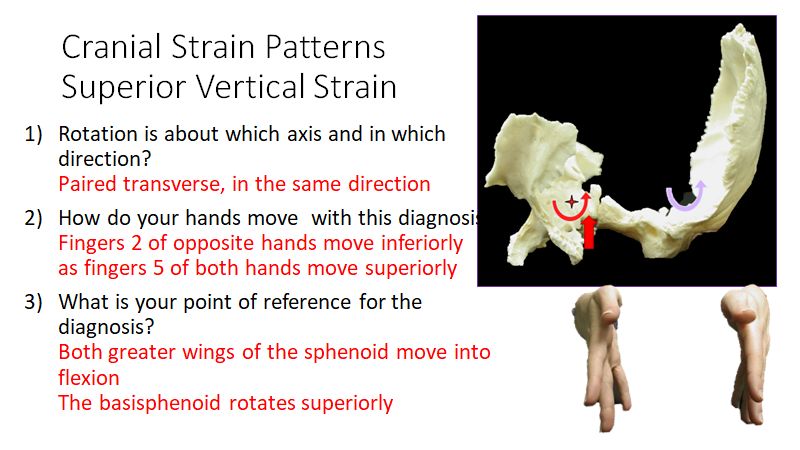 Cranial Strain Patterns
Superior Vertical Strain
1) Rotation is about which axis and in which
direction?
Paired transverse, in the same direction
2) How do your hands move  with this diagnosis
Fingers 2 of opposite hands move inferiorly
as fingers 5 of both hands move superiorly
3) What is your point of reference for the
diagnosis?
Both greater wings of the sphenoid move into
flexion
The basisphenoid rotates superiorly